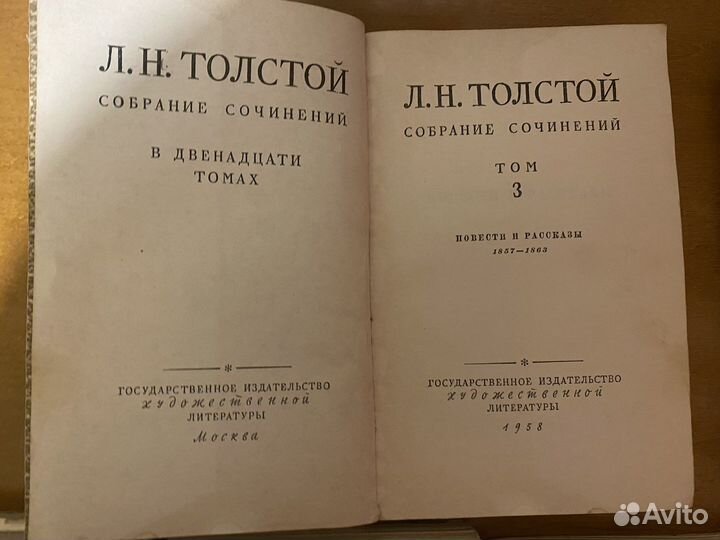 Л.Н. ТОЛСТОЙ
СОБРАНИЕ СОЧИНЕНИЙ
В ДВЕНАДЦАТИ
ТОМАХ
ГОСУДАРСТВЕННОЕ ИЗДАТЕЛЬСТВО
художественной
ЛИТЕРАТУРЫ
Москва
Л.Н. ТОЛСТОЙ
СОБРАНИЕ СОЧИНЕНИЙ
ТОМ
3
ПОВЕСТИ И РАССКАЗЫ
1857—1863
ГОСУДАРСТВЕННОЕ ИЗДАТЕЛЬСТВО
художественной
ЛИТЕРАТУРЫ
1958
Avito